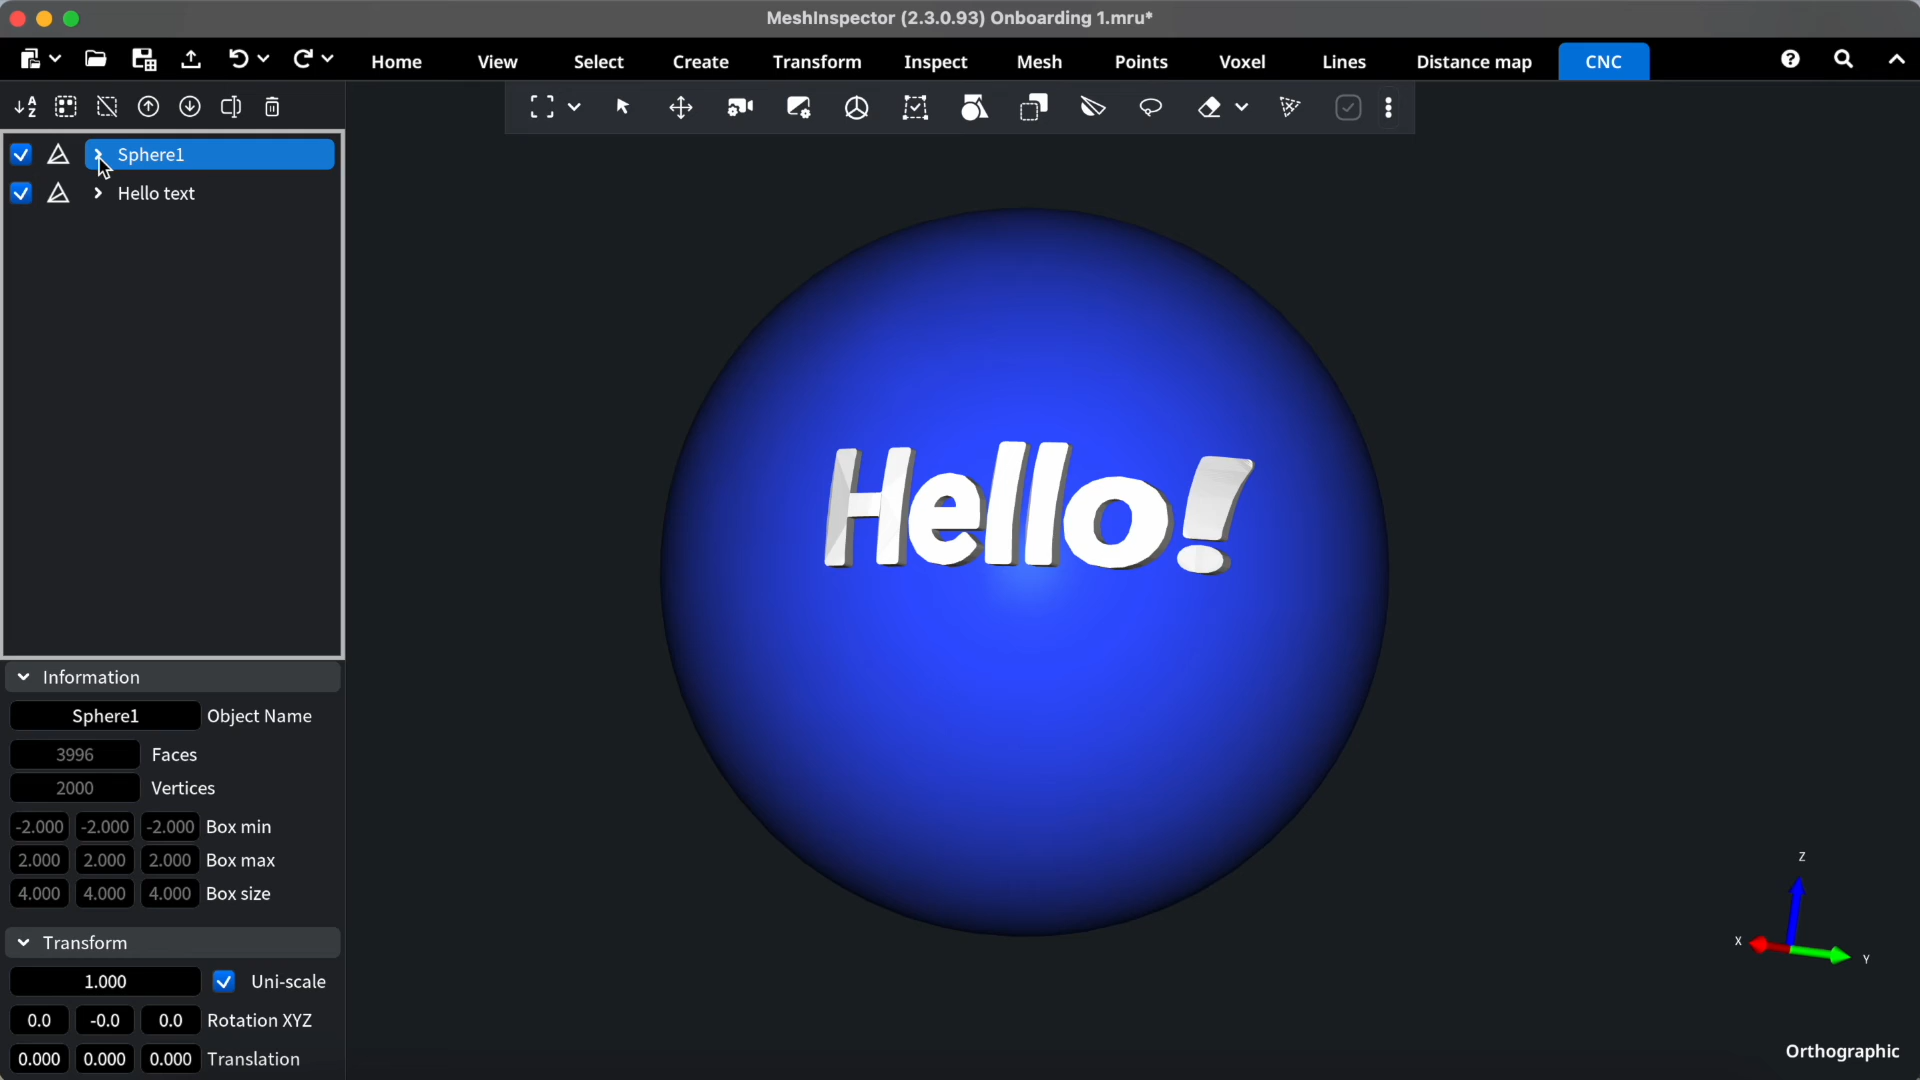 MeshInspector (2.3.0.93) Onboarding 1.mru*
Home View Select Create Transform Inspect Mesh Points Voxel Lines Distance map CNC
Sphere1
Hello text
Hello!
Information
Sphere1 Object Name
3996 Faces
2000 Vertices
-2.000 -2.000 -2.000 Box min
2.000 2.000 2.000 Box max
4.000 4.000 4.000 Box size
Transform
1.000 Uni-scale
0.0 -0.0 0.0 Rotation XYZ
0.000 0.000 0.000 Translation
Z
X
Y
Orthographic